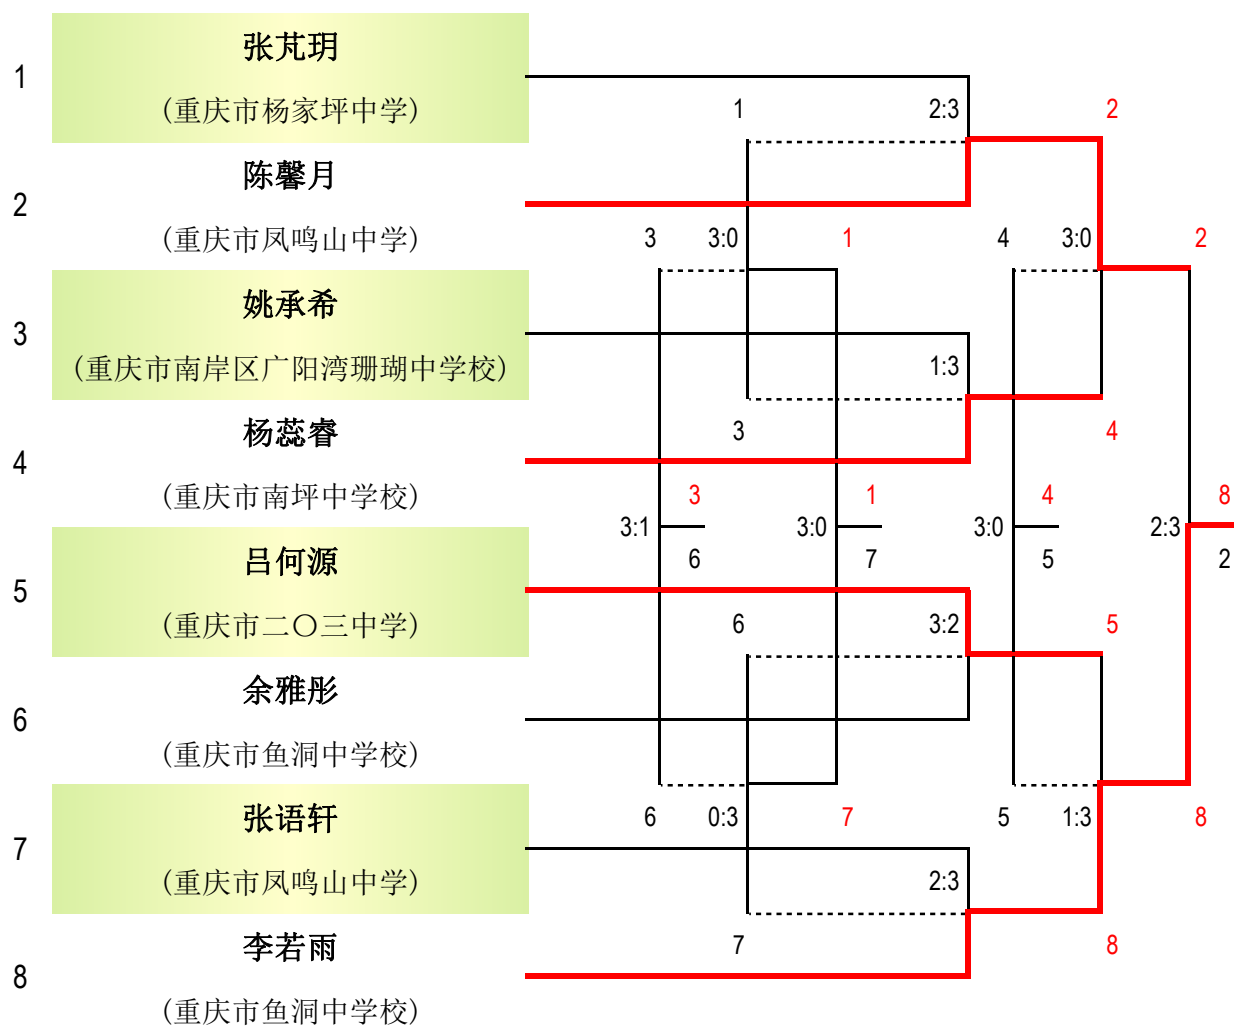 张芃玥
1
(重庆市杨家坪中学)
1 2:3 2
陈馨月
2
(重庆市凤鸣山中学)
3 3:0 1 4 3:0 2
姚承希
3
(重庆市南岸区广阳湾珊瑚中学校)
1:3
杨蕊睿
3 4
4
(重庆市南坪中学校)
3 1 4 8
3:1 3:0 3:0 2:3
吕何源
6 7 5 2
5
(重庆市二〇三中学)
6 3:2 5
余雅彤
6
(重庆市鱼洞中学校)
张语轩
6 0:3 7 5 1:3 8
7
(重庆市凤鸣山中学)
2:3
李若雨
7 8
8
(重庆市鱼洞中学校)